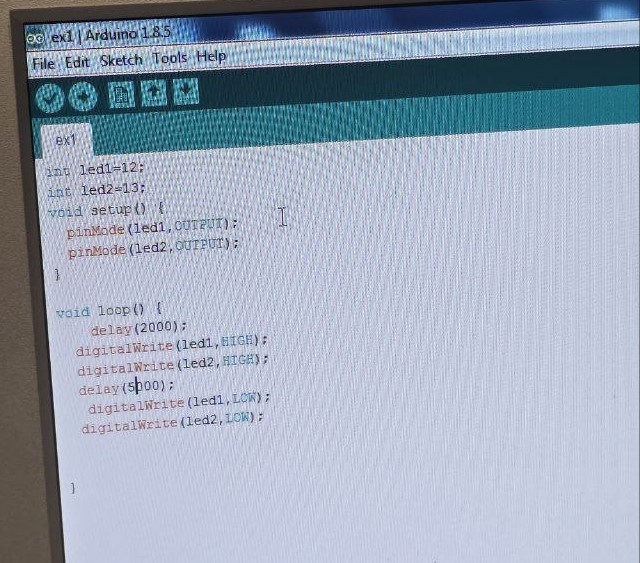 ex1 | Arduino 1.8.5
File Edit Sketch Tools Help
ex1
int led1=12;
int led2=13;
void setup() {
pinMode(led1,OUTPUT);
pinMode(led2,OUTPUT);
}
void loop() {
delay(2000);
digitalWrite(led1,HIGH);
digitalWrite(led2,HIGH);
delay(5000);
digitalWrite(led1,LOW);
digitalWrite(led2,LOW);
}